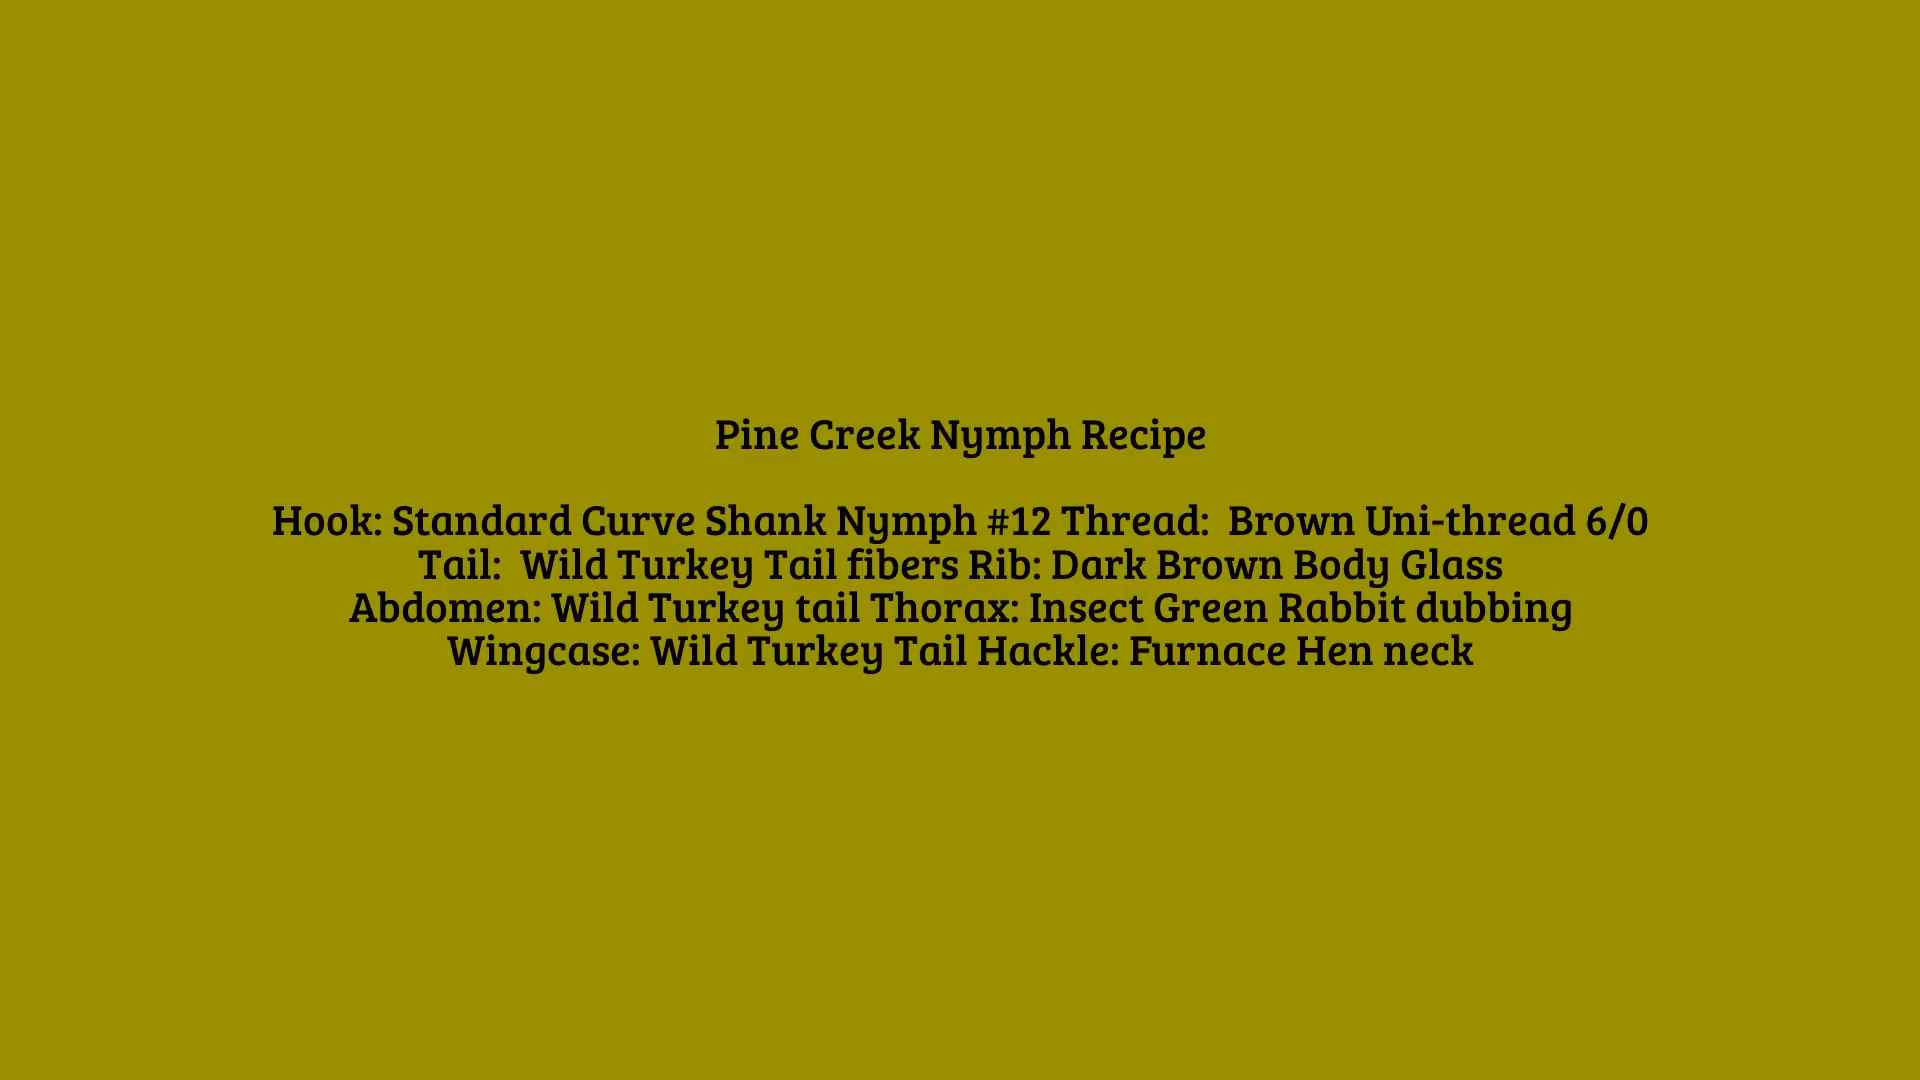 Pine Creek Nymph Recipe
Hook: Standard Curve Shank Nymph #12 Thread:  Brown Uni-thread 6/0
Tail:  Wild Turkey Tail fibers Rib: Dark Brown Body Glass
Abdomen: Wild Turkey tail Thorax: Insect Green Rabbit dubbing
Wingcase: Wild Turkey Tail Hackle: Furnace Hen neck